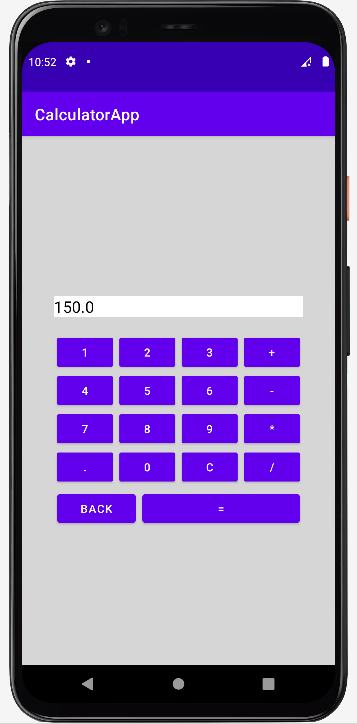 10:52
CalculatorApp
150.0
1 2 3 +
4 5 6 -
7 8 9 *
. 0 C /
BACK =